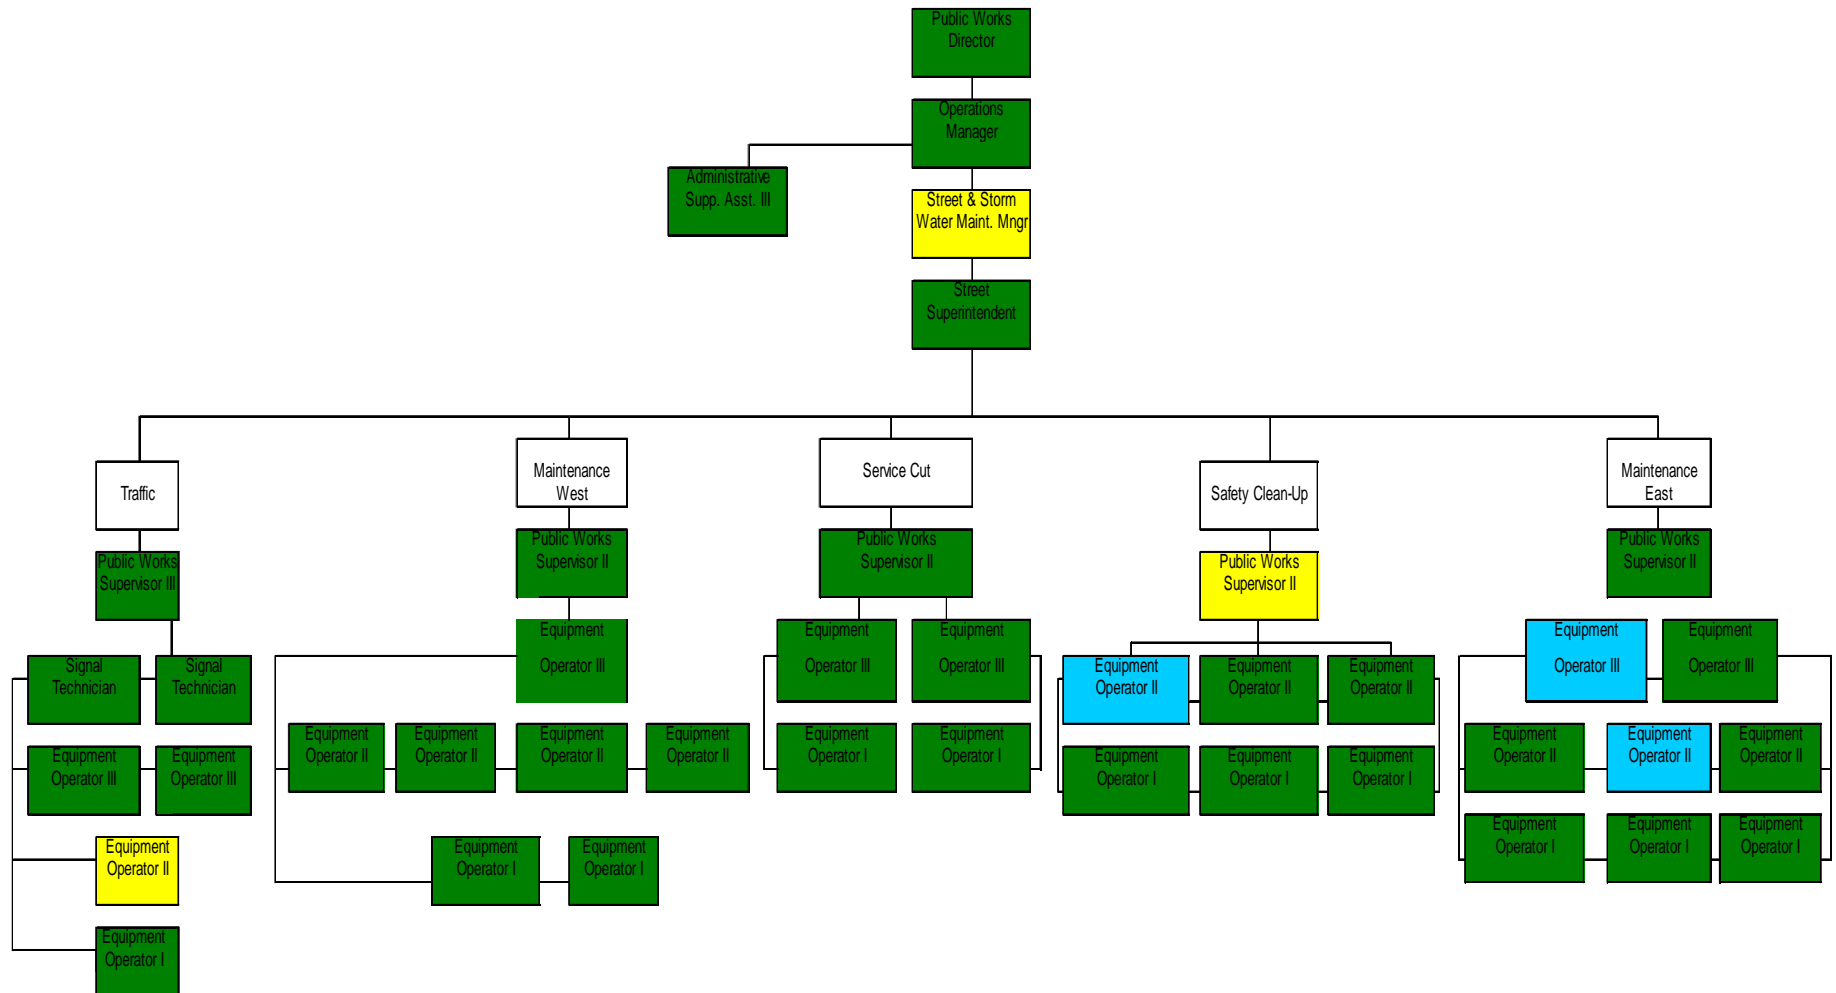 Public Works
Director
Operations
Manager
Administrative
Supp. Asst. III
Street & Storm
Water Maint. Mngr
Street
Superintendent
Traffic
Maintenance
West
Service Cut
Safety Clean-Up
Maintenance
East
Public Works
Supervisor III
Public Works
Supervisor II
Public Works
Supervisor II
Public Works
Supervisor II
Public Works
Supervisor II
Signal
Technician
Signal
Technician
Equipment
Operator III
Equipment
Operator III
Equipment
Operator II
Equipment
Operator I
Equipment
Operator III
Equipment
Operator II
Equipment
Operator II
Equipment
Operator II
Equipment
Operator II
Equipment
Operator I
Equipment
Operator I
Equipment
Operator III
Equipment
Operator III
Equipment
Operator I
Equipment
Operator I
Equipment
Operator II
Equipment
Operator II
Equipment
Operator II
Equipment
Operator I
Equipment
Operator I
Equipment
Operator I
Equipment
Operator III
Equipment
Operator III
Equipment
Operator II
Equipment
Operator II
Equipment
Operator II
Equipment
Operator I
Equipment
Operator I
Equipment
Operator I